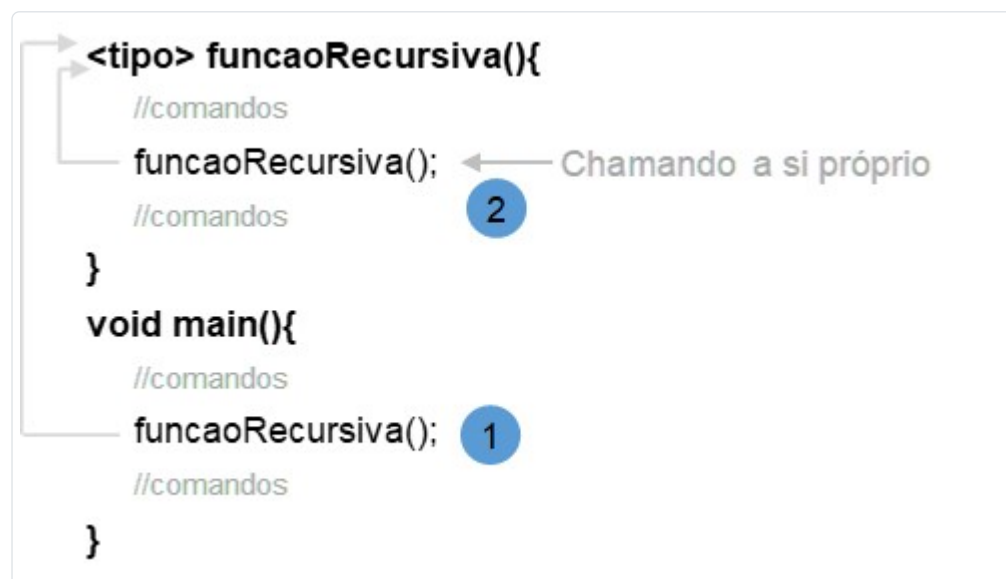 <tipo> funcaoRecursiva(){
//comandos
funcaoRecursiva(); Chamando a si próprio
2
//comandos
}
void main(){
//comandos
funcaoRecursiva(); 1
//comandos
}